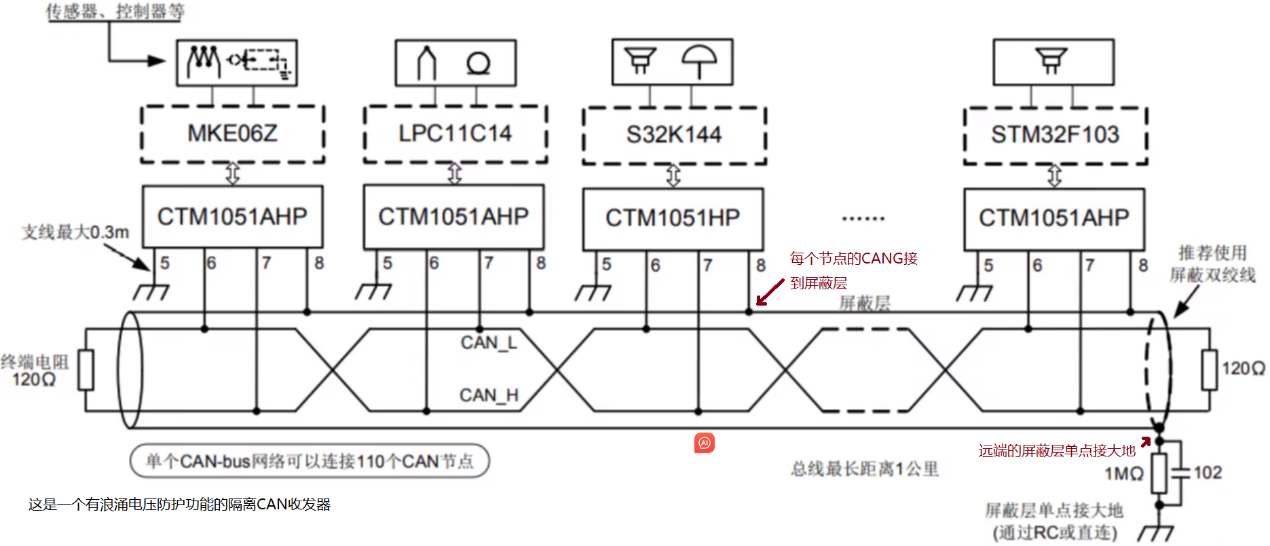 传感器、控制器等
MKE06Z
LPC11C14
S32K144
STM32F103
CTM1051AHP
CTM1051AHP
CTM1051HP
......
CTM1051AHP
支线最大0.3m
5 6 7 8
5 6 7 8
5 6 7 8
5 6 7 8
每个节点的CANG接
到屏蔽层
推荐使用
屏蔽双绞线
屏蔽层
CAN_L
终端电阻
120Ω
120Ω
CAN_H
Ai
单个CAN-bus网络可以连接110个CAN节点
总线最长距离1公里
远端的屏蔽层单点接大地
1MΩ
102
这是一个有浪涌电压防护功能的隔离CAN收发器
屏蔽层单点接大地
(通过RC或直连)